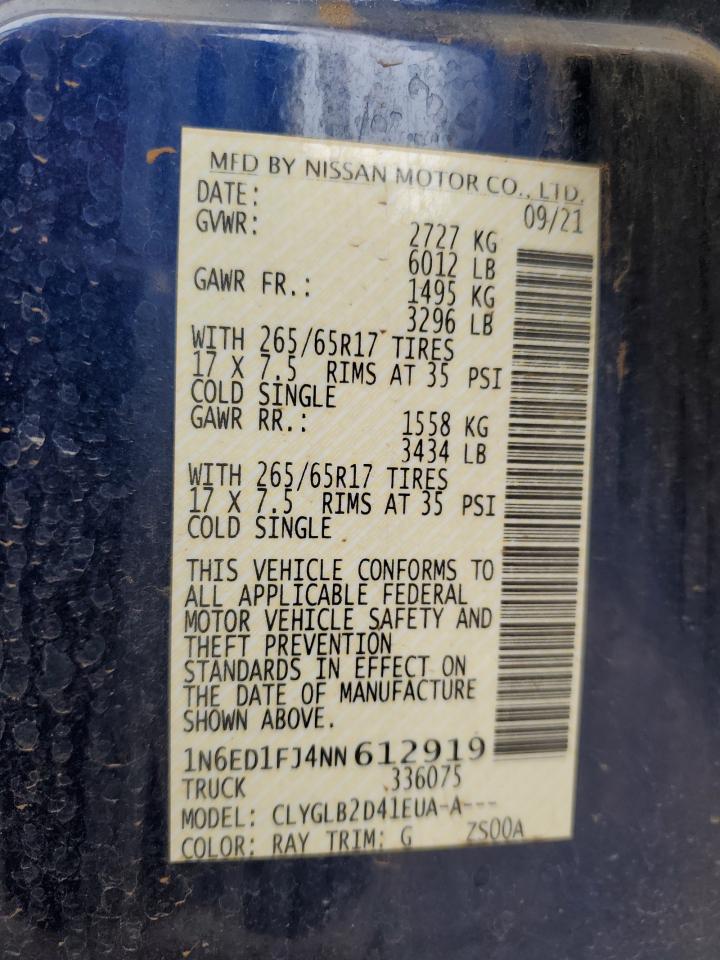 MFD BY NISSAN MOTOR CO., LTD.
DATE: 09/21
GVWR: 2727 KG
6012 LB
GAWR FR.: 1495 KG
3296 LB
WITH 265/65R17 TIRES
17 X 7.5 RIMS AT 35 PSI
COLD SINGLE
GAWR RR.: 1558 KG
3434 LB
WITH 265/65R17 TIRES
17 X 7.5 RIMS AT 35 PSI
COLD SINGLE
THIS VEHICLE CONFORMS TO
ALL APPLICABLE FEDERAL
MOTOR VEHICLE SAFETY AND
THEFT PREVENTION
STANDARDS IN EFFECT ON
THE DATE OF MANUFACTURE
SHOWN ABOVE.
1N6ED1FJ4NN612919
TRUCK 336075
MODEL: CLYGLB2D41EUA-A---
COLOR: RAY TRIM: G ZS00A